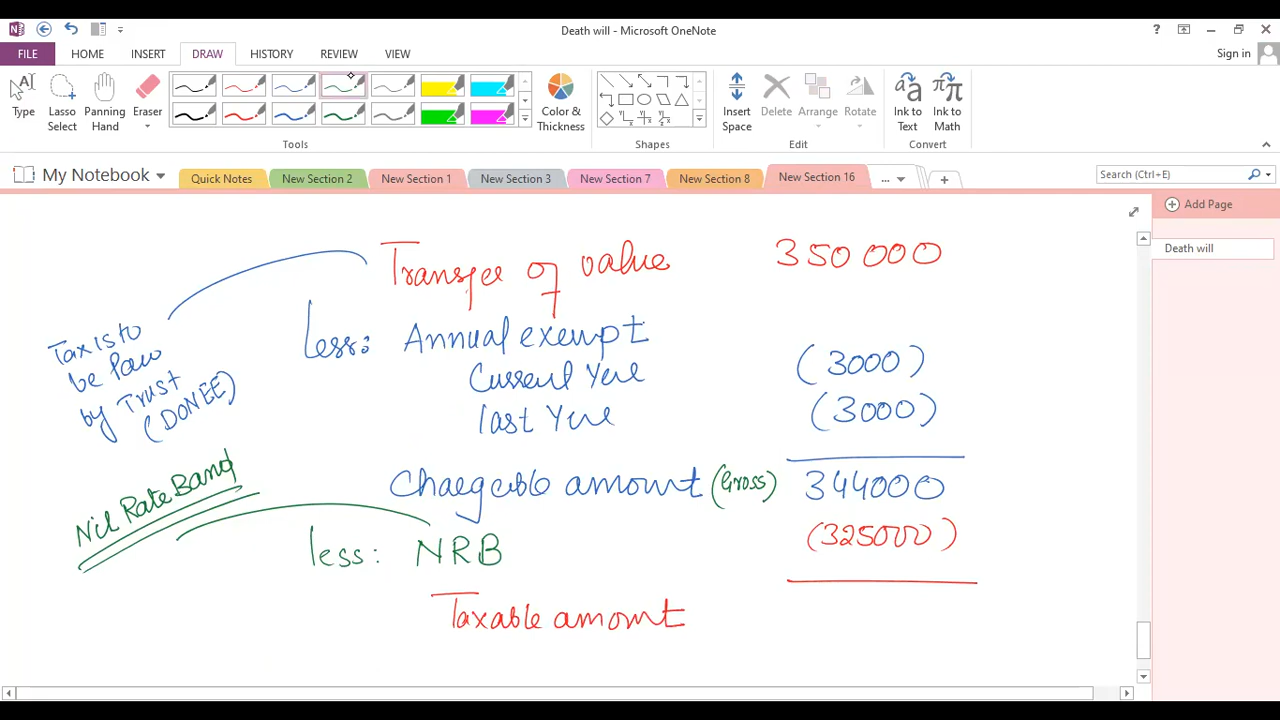 Death will - Microsoft OneNote
Sign in
FILE HOME INSERT DRAW HISTORY REVIEW VIEW
Type
Lasso Select
Panning Hand
Eraser
Color & Thickness
Insert Space
Delete
Arrange
Rotate
Ink to Text
Ink to Math
Tools
Shapes
Edit
Convert
My Notebook
Quick Notes
New Section 2
New Section 1
New Section 3
New Section 7
New Section 8
New Section 16
...
Search (Ctrl+E)
Add Page
Death will
Transfer of value 350 000
less: Annual exempt
Current Year (3000)
last Year (3000)
Tax is to
be paid
by Trust
(DONEE)
Chargeable amount (Gross) 344000
Nil Rate Band
less: NRB (325000)
Taxable amount